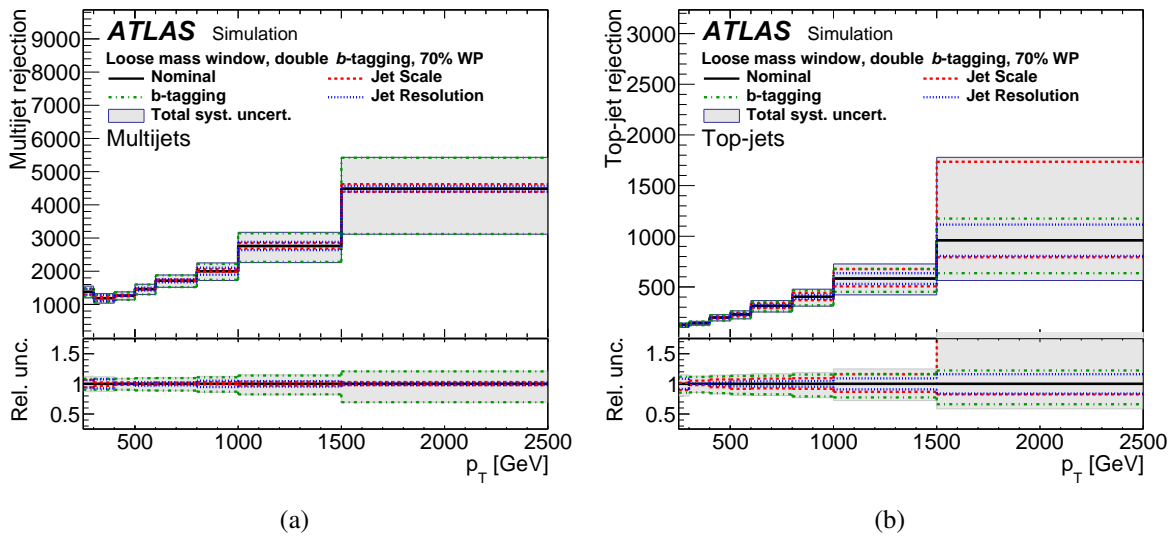 ATLAS Simulation
Loose mass window, double b-tagging, 70% WP
Nominal
Jet Scale
b-tagging
Jet Resolution
Total syst. uncert.
Multijets
Multijet rejection
9000
8000
7000
6000
5000
4000
3000
2000
1000
Rel. unc.
1.5
1
0.5
500 1000 1500 2000 2500
p_T [GeV]
(a)
ATLAS Simulation
Loose mass window, double b-tagging, 70% WP
Nominal
Jet Scale
b-tagging
Jet Resolution
Total syst. uncert.
Top-jets
Top-jet rejection
3000
2500
2000
1500
1000
500
Rel. unc.
1.5
1
0.5
500 1000 1500 2000 2500
p_T [GeV]
(b)